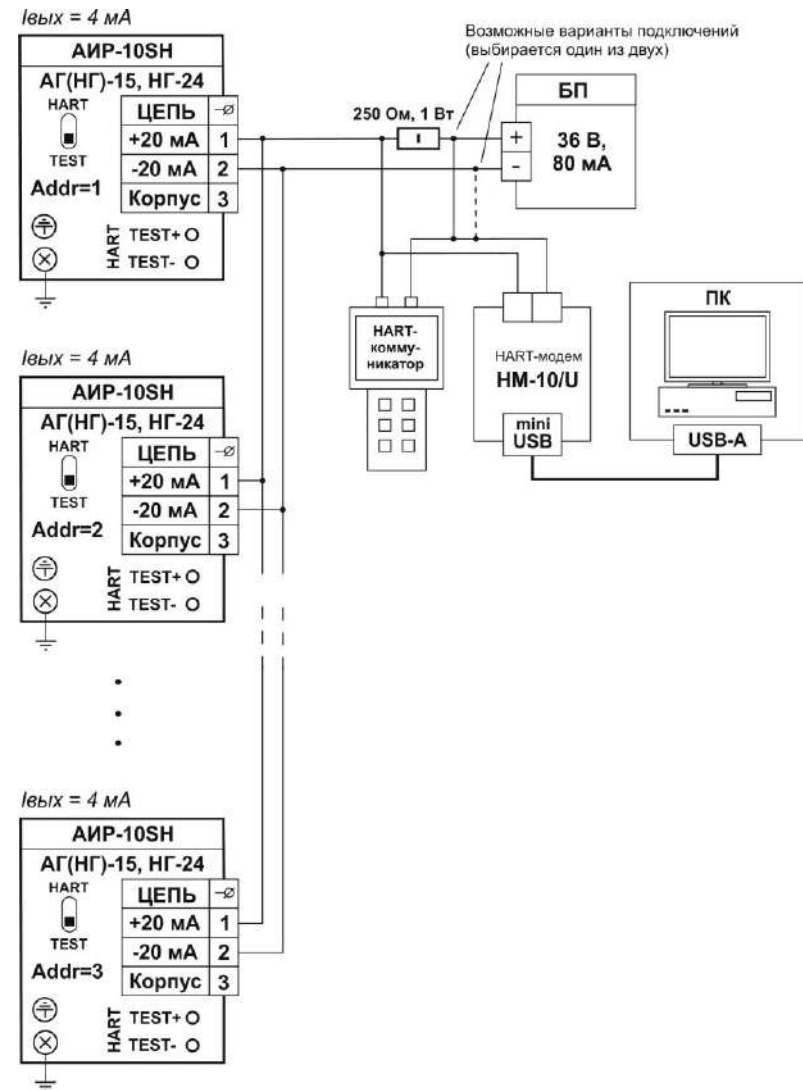 Iвых = 4 мА
АИР-10SH
АГ(НГ)-15, НГ-24
HART
TEST
Addr=1
ЦЕПЬ
+20 мА 1
-20 мА 2
Корпус 3
HART
TEST+
TEST-
Возможные варианты подключений
(выбирается один из двух)
250 Ом, 1 Вт
БП
+
-
36 В,
80 мА
HART-
комму-
никатор
HART-модем
HM-10/U
mini
USB
ПК
USB-A
Iвых = 4 мА
АИР-10SH
АГ(НГ)-15, НГ-24
HART
TEST
Addr=2
ЦЕПЬ
+20 мА 1
-20 мА 2
Корпус 3
HART
TEST+
TEST-
Iвых = 4 мА
АИР-10SH
АГ(НГ)-15, НГ-24
HART
TEST
Addr=3
ЦЕПЬ
+20 мА 1
-20 мА 2
Корпус 3
HART
TEST+
TEST-